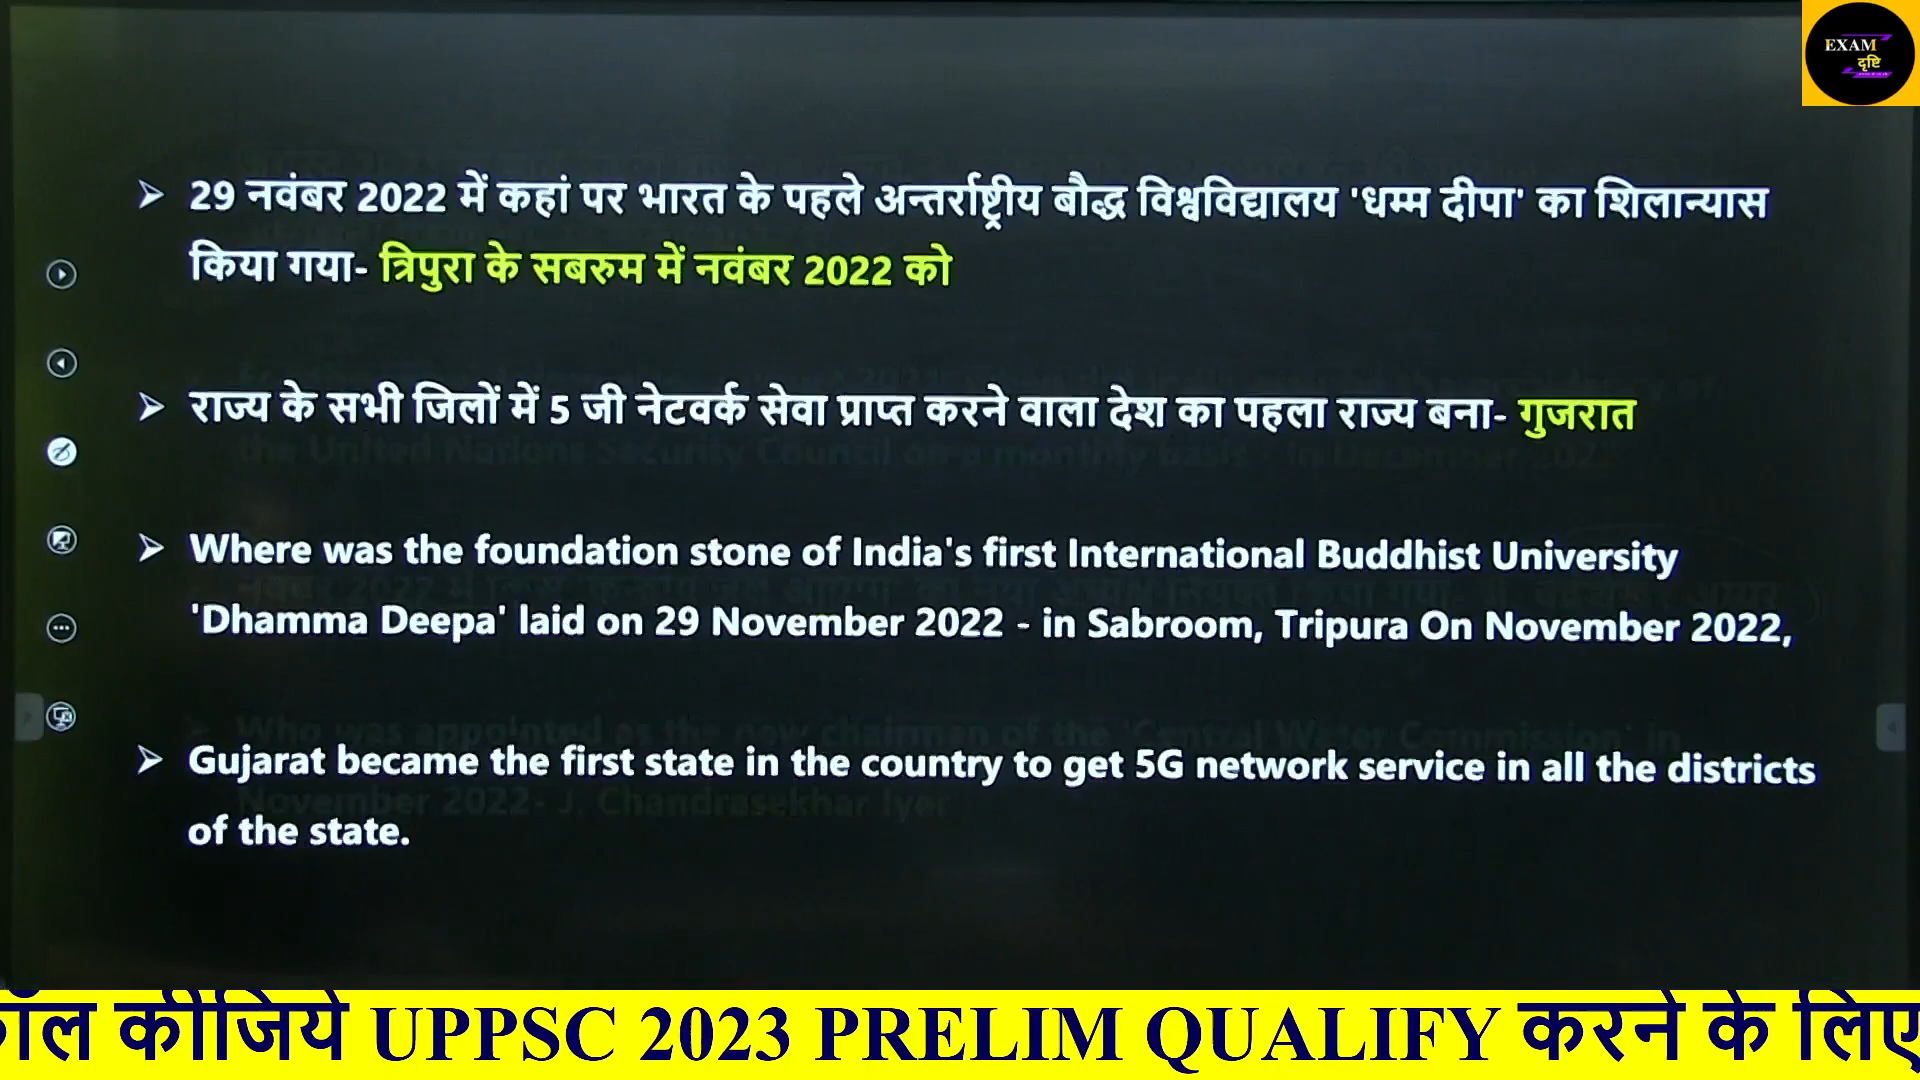 EXAM
दृष्टि
➢ 29 नवंबर 2022 में कहां पर भारत के पहले अन्तर्राष्ट्रीय बौद्ध विश्वविद्यालय 'धम्म दीपा' का शिलान्यास
किया गया- त्रिपुरा के सबरुम में नवंबर 2022 को
➢ राज्य के सभी जिलों में 5 जी नेटवर्क सेवा प्राप्त करने वाला देश का पहला राज्य बना- गुजरात
➢ Where was the foundation stone of India's first International Buddhist University
'Dhamma Deepa' laid on 29 November 2022 - in Sabroom, Tripura On November 2022,
➢ Gujarat became the first state in the country to get 5G network service in all the districts
of the state.
कॉल कीजिये UPPSC 2023 PRELIM QUALIFY करने के लिए